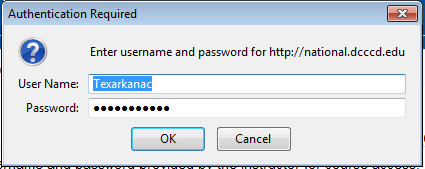 Authentication Required
Enter username and password for http://national.dcccd.edu
User Name: Texarkanac
Password: ●●●●●●●●●●●
OK Cancel
rname and password provided by the instructor for course access.